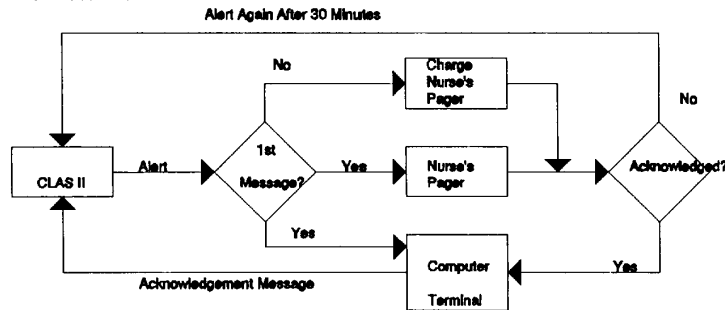 Alert Again After 30 Minutes
No
Charge
Nurse's
Pager
No
CLAS II
Alert
1st
Message?
Yes
Nurse's
Pager
Acknowledged?
Yes
Computer
Terminal
Yes
Acknowledgement Message